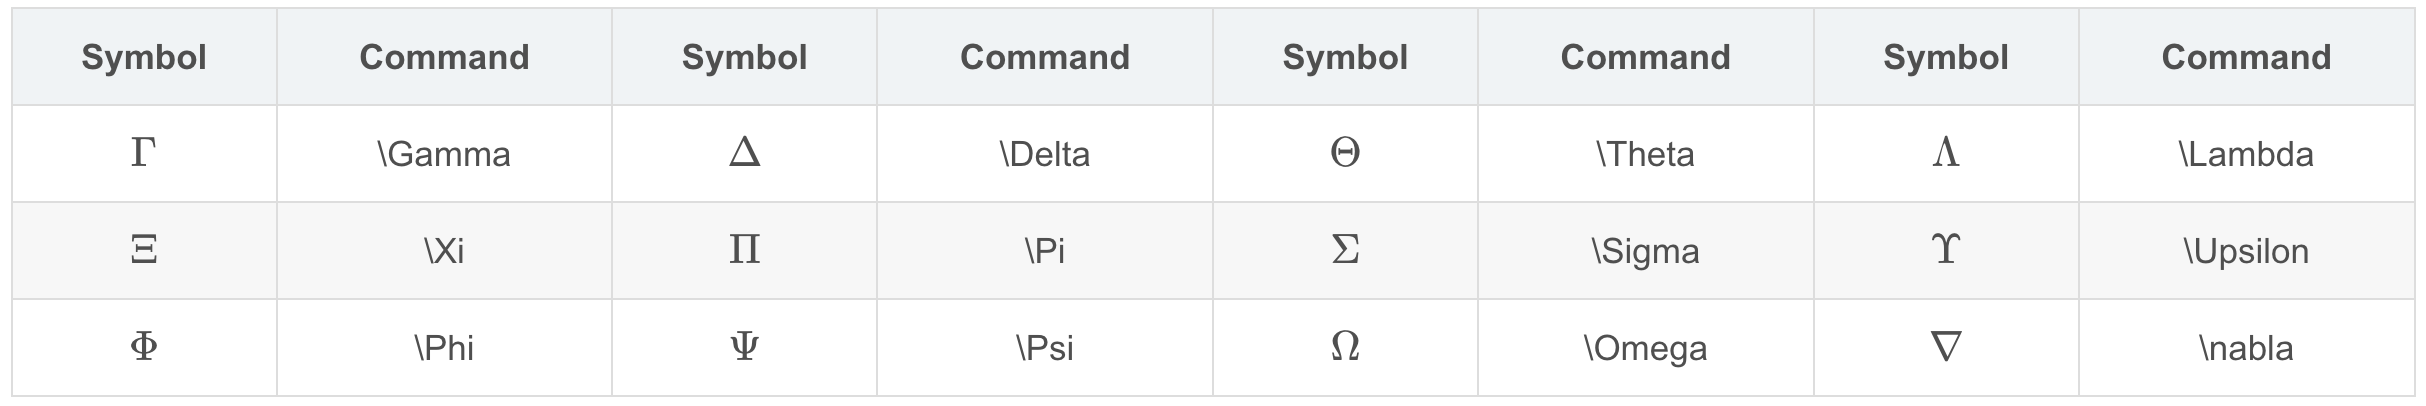 Symbol Command Symbol Command Symbol Command Symbol Command
Γ \Gamma Δ \Delta Θ \Theta Λ \Lambda
Ξ \Xi Π \Pi Σ \Sigma ϒ \Upsilon
Φ \Phi Ψ \Psi Ω \Omega ∇ \nabla